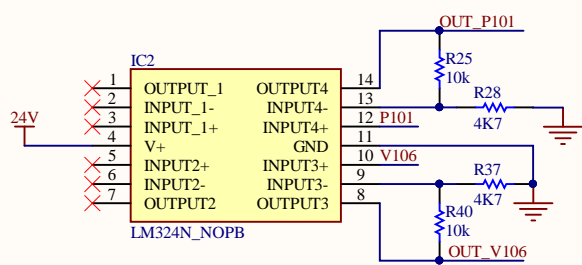 OUT_P101
IC2
R25
10k
R28
4K7
24V
1 OUTPUT_1 OUTPUT4 14
2 INPUT_1- INPUT4- 13
3 INPUT_1+ INPUT4+ 12 P101
4 V+ GND 11
5 INPUT2+ INPUT3+ 10 V106
6 INPUT2- INPUT3- 9
7 OUTPUT2 OUTPUT3 8
R37
4K7
R40
10k
LM324N_NOPB
OUT_V106